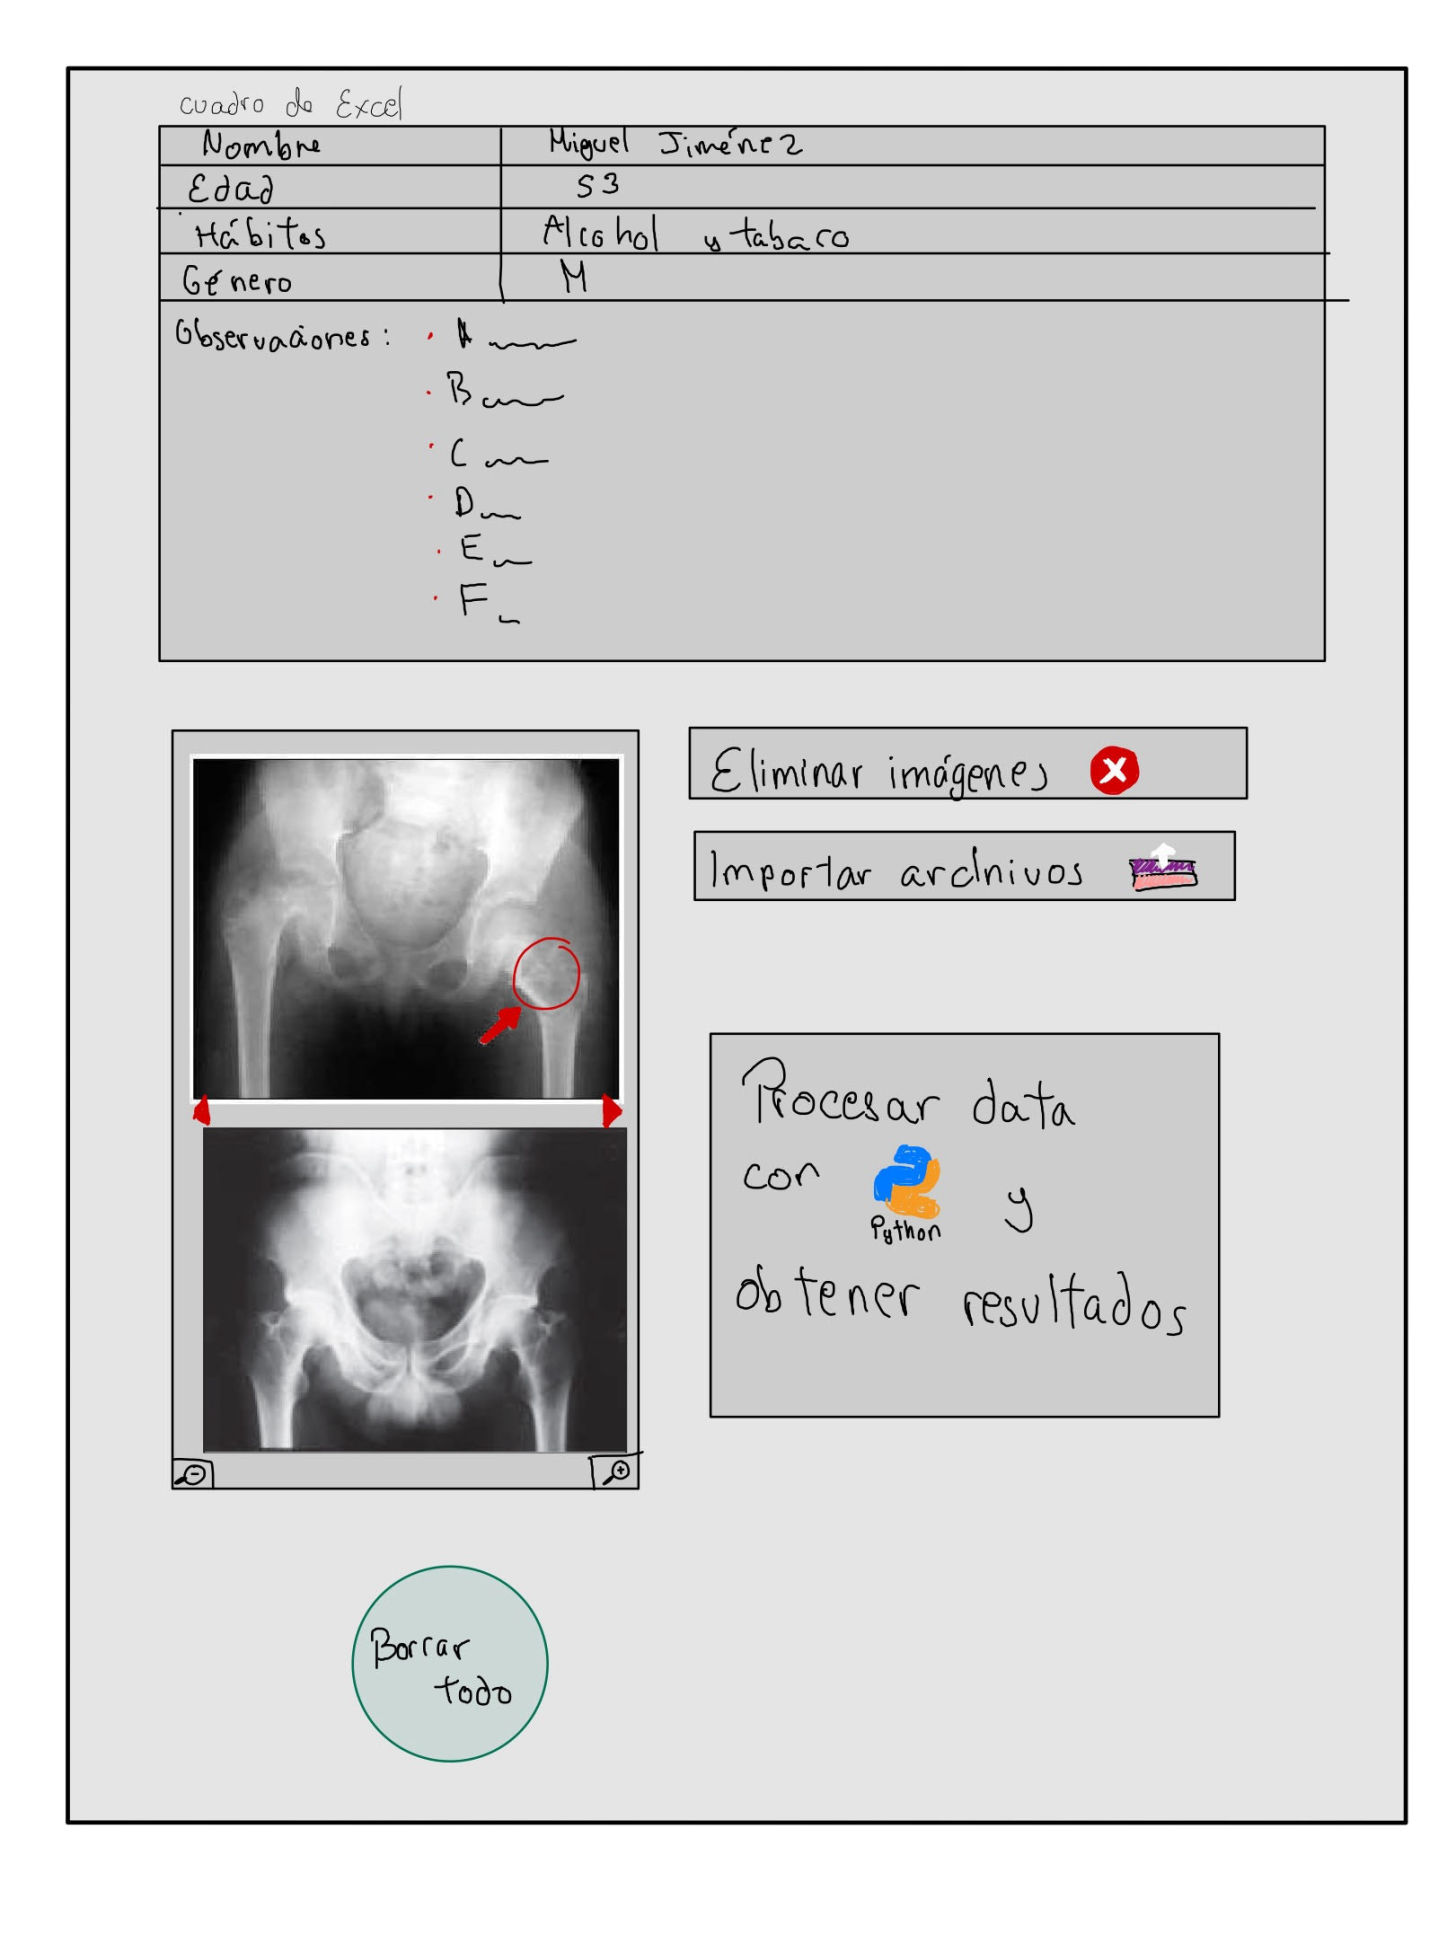 cuadro de Excel
Nombre Miguel Jiménez
Edad 53
Hábitos Alcohol y tabaco
Género M
Observaciones: · A
· B
· C
· D
· E
· F
Eliminar imágenes
Importar archivos
Procesar data
con Python y
obtener resultados
Borrar
todo